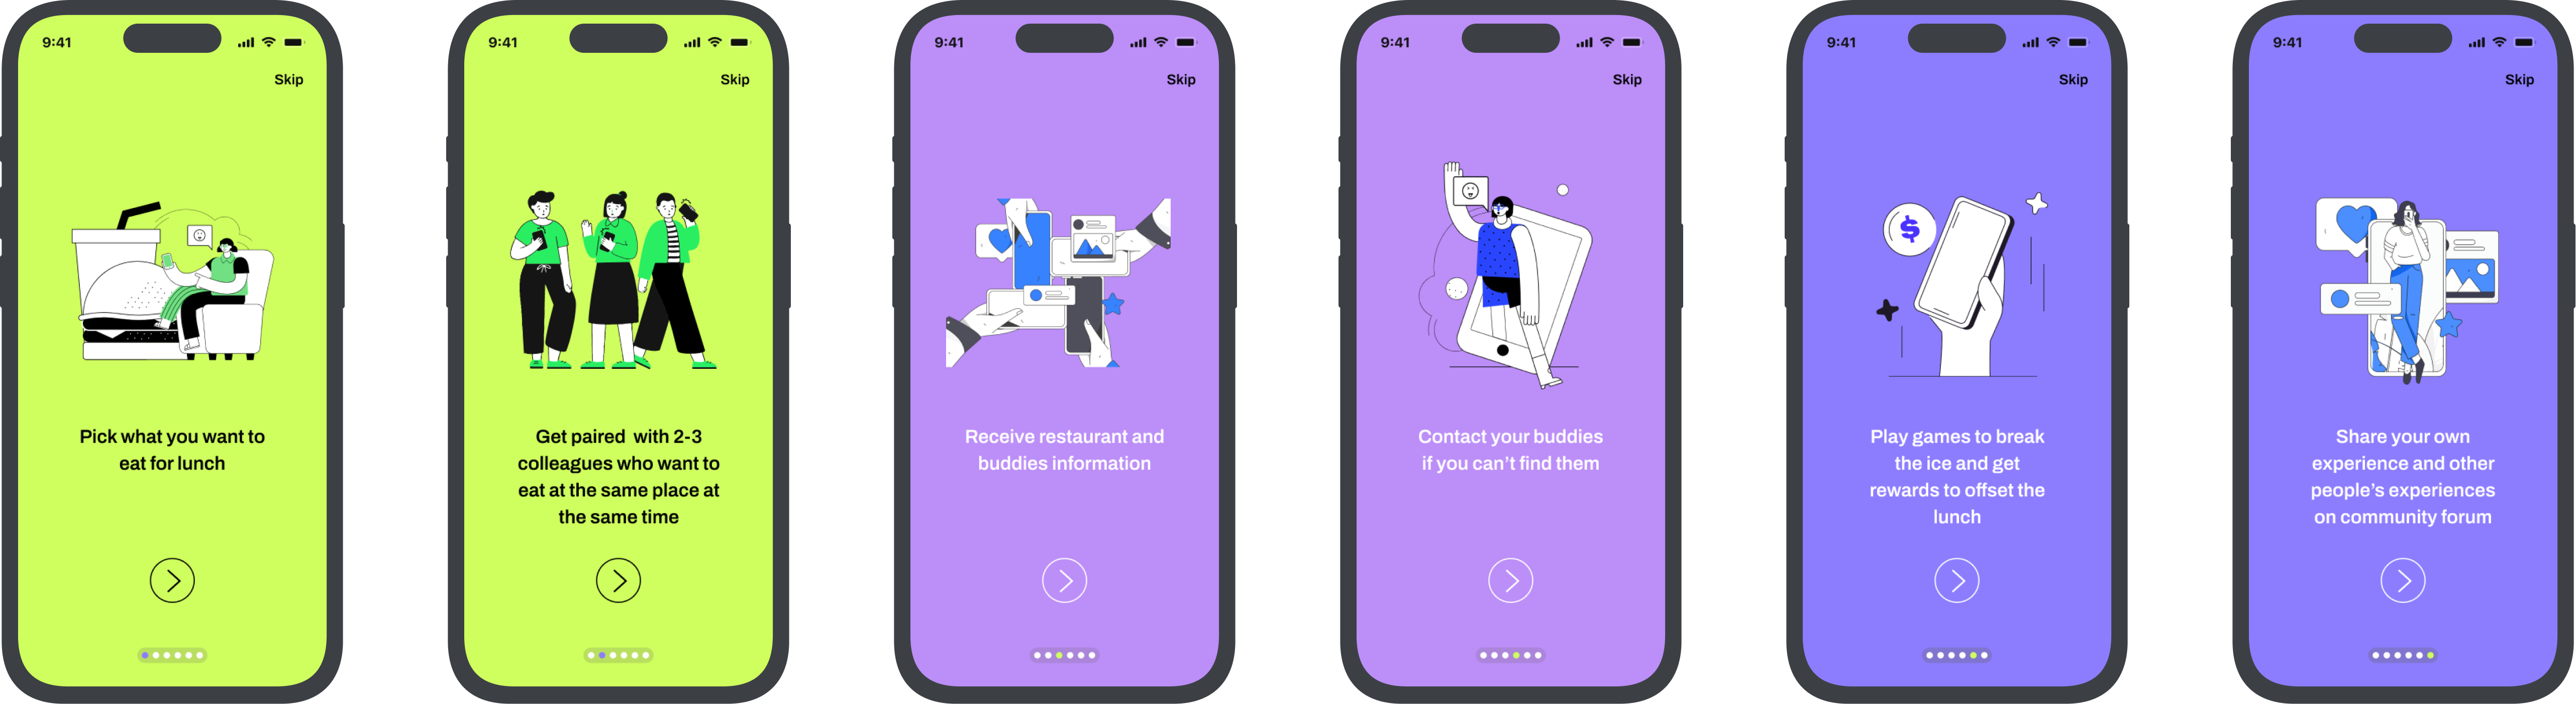 9:41
Skip
Pick what you want to
eat for lunch
9:41
Skip
Get paired  with 2-3
colleagues who want to
eat at the same place at
the same time
9:41
Skip
Receive restaurant and
buddies information
9:41
Skip
Contact your buddies
if you can’t find them
9:41
Skip
$
Play games to break
the ice and get
rewards to offset the
lunch
9:41
Skip
Share your own
experience and other
people’s experiences
on community forum